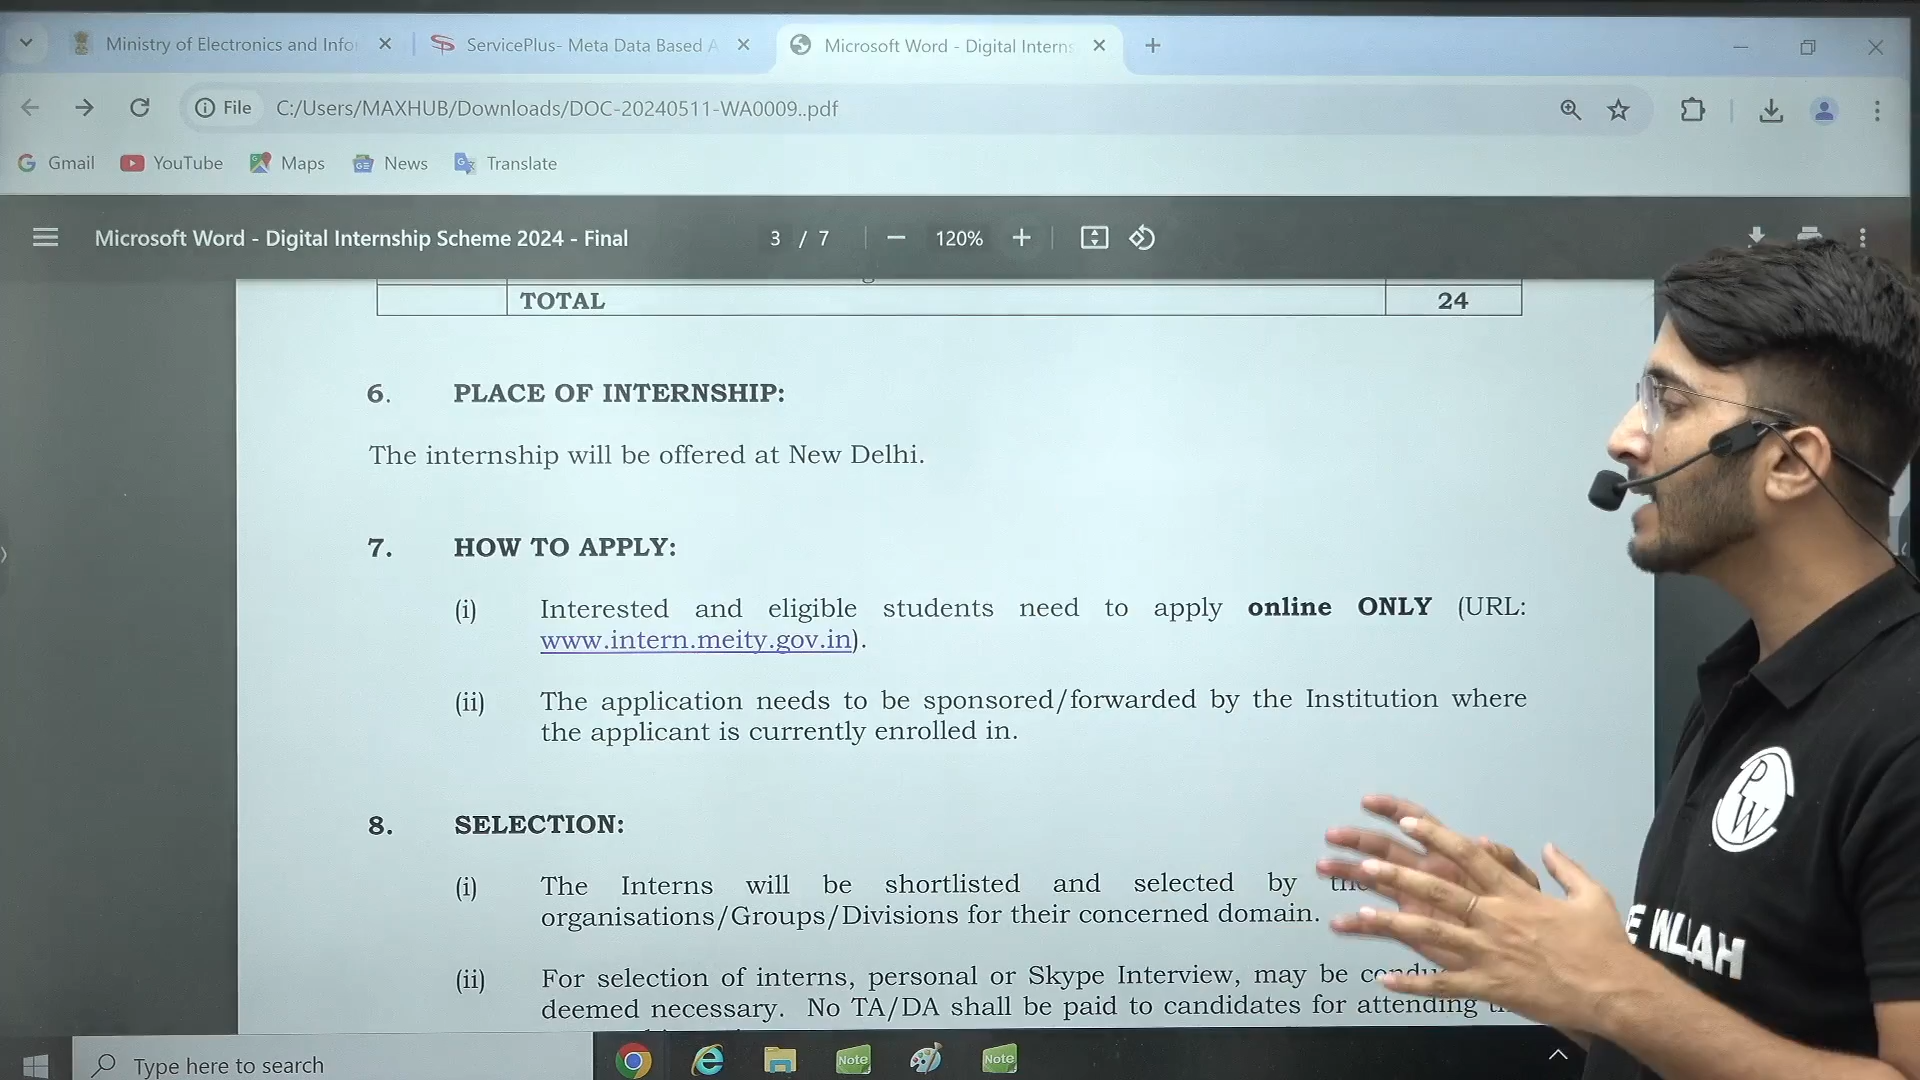 Ministry of Electronics and Info
ServicePlus- Meta Data Based A
Microsoft Word - Digital Interns
File
C:/Users/MAXHUB/Downloads/DOC-20240511-WA0009..pdf
Gmail
YouTube
Maps
News
Translate
Microsoft Word - Digital Internship Scheme 2024 - Final
3 / 7
120%
TOTAL 24
6. PLACE OF INTERNSHIP:
The internship will be offered at New Delhi.
7. HOW TO APPLY:
(i) Interested and eligible students need to apply online ONLY (URL:
www.intern.meity.gov.in).
(ii) The application needs to be sponsored/forwarded by the Institution where
the applicant is currently enrolled in.
8. SELECTION:
(i) The Interns will be shortlisted and selected by
organisations/Groups/Divisions for their concerned domain.
(ii) For selection of interns, personal or Skype Interview, may be
deemed necessary. No TA/DA shall be paid to candidates for attending
Type here to search
Note
Note
PW
WLLAH